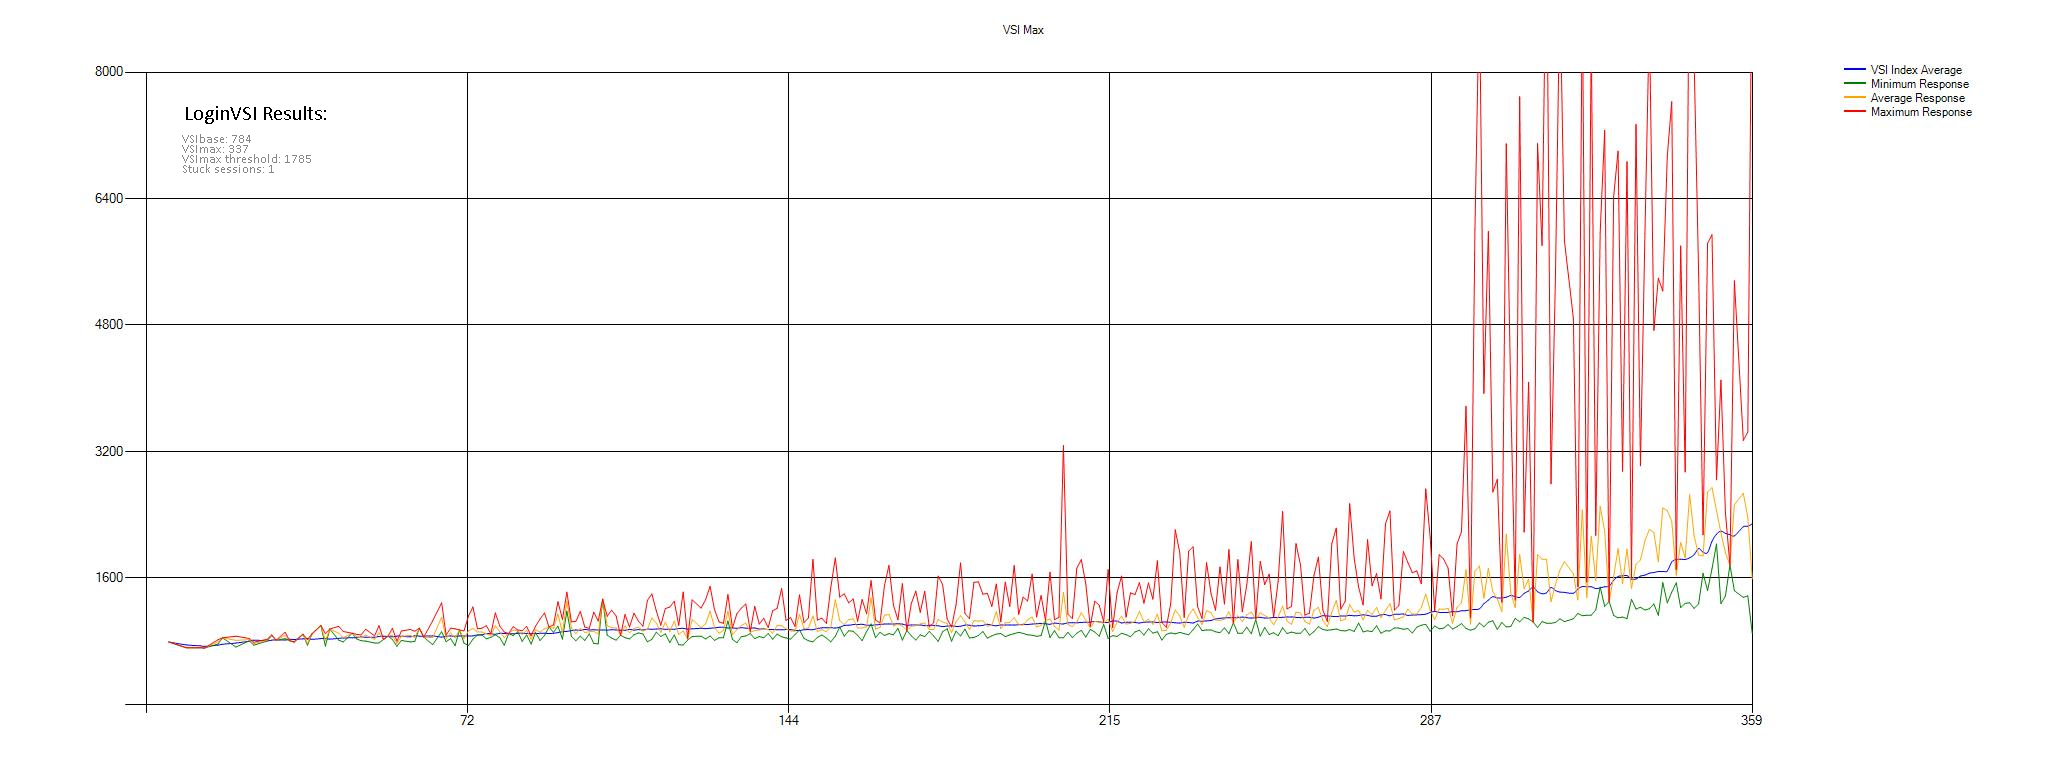 VSI Max
8000
VSI Index Average
Minimum Response
Average Response
Maximum Response
LoginVSI Results:
VSIbase: 784
VSImax: 337
VSImax threshold: 1785
Stuck sessions: 1
6400
4800
3200
1600
72
144
215
287
359